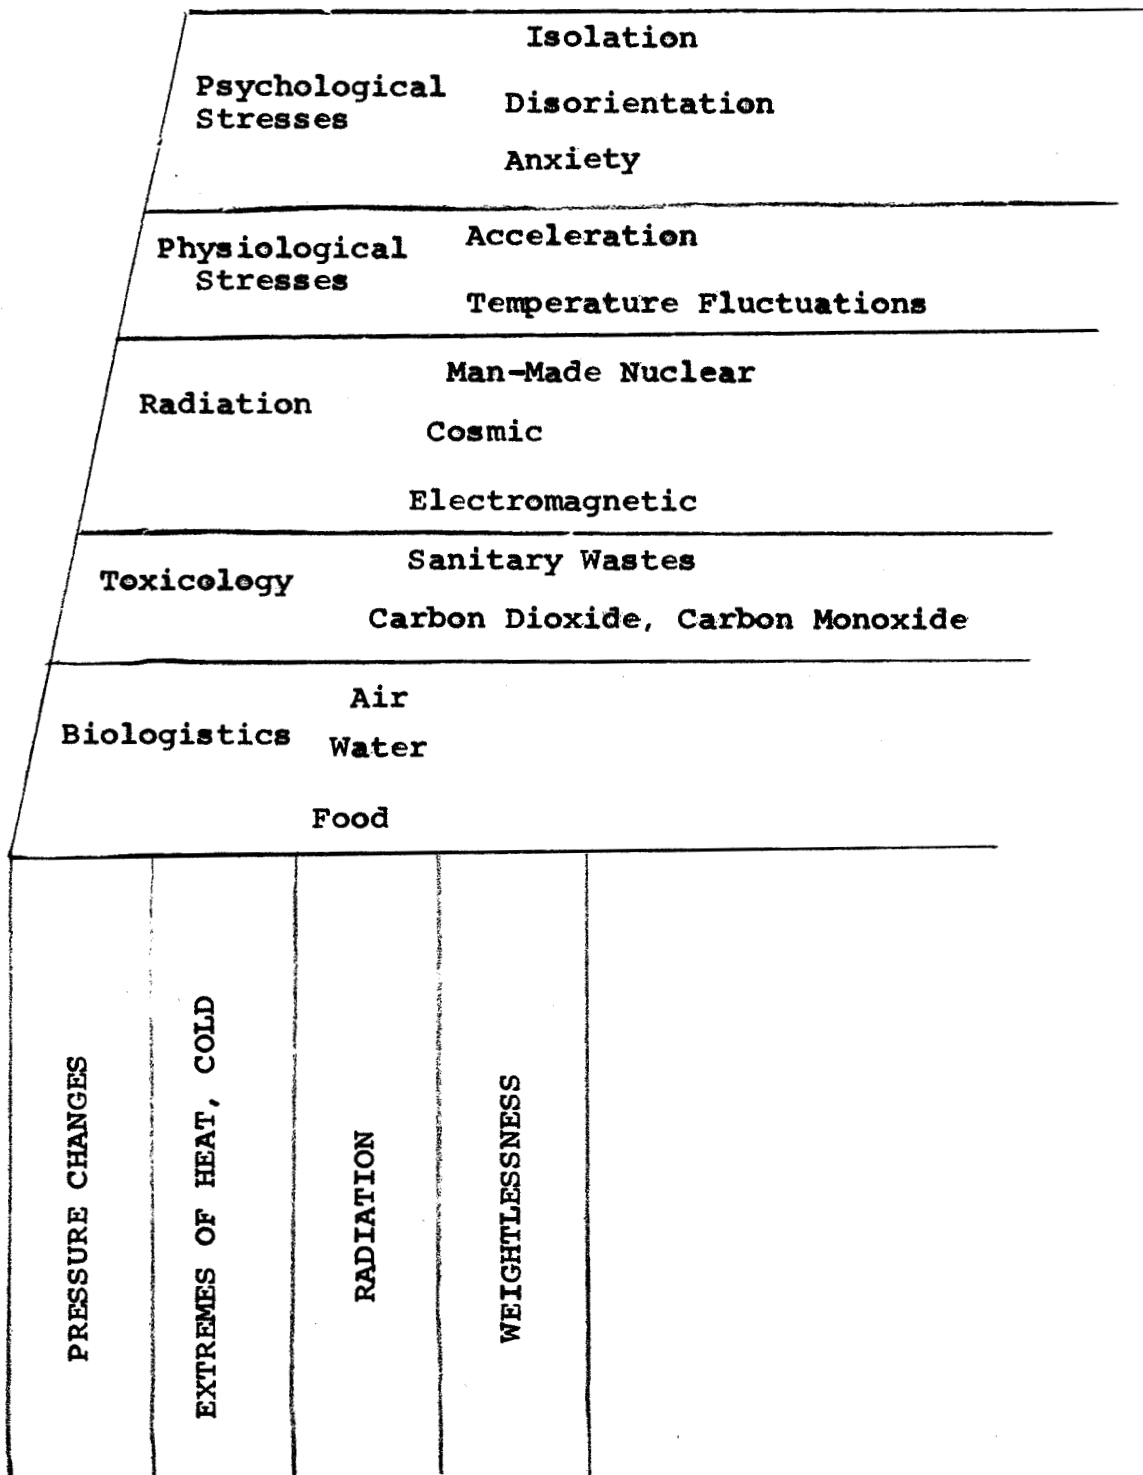 Isolation
Psychological
Stresses
Disorientation
Anxiety
Physiological
Stresses
Acceleration
Temperature Fluctuations
Radiation
Man-Made Nuclear
Cosmic
Electromagnetic
Toxicology
Sanitary Wastes
Carbon Dioxide, Carbon Monoxide
Biologistics
Air
Water
Food
PRESSURE CHANGES
EXTREMES OF HEAT, COLD
RADIATION
WEIGHTLESSNESS